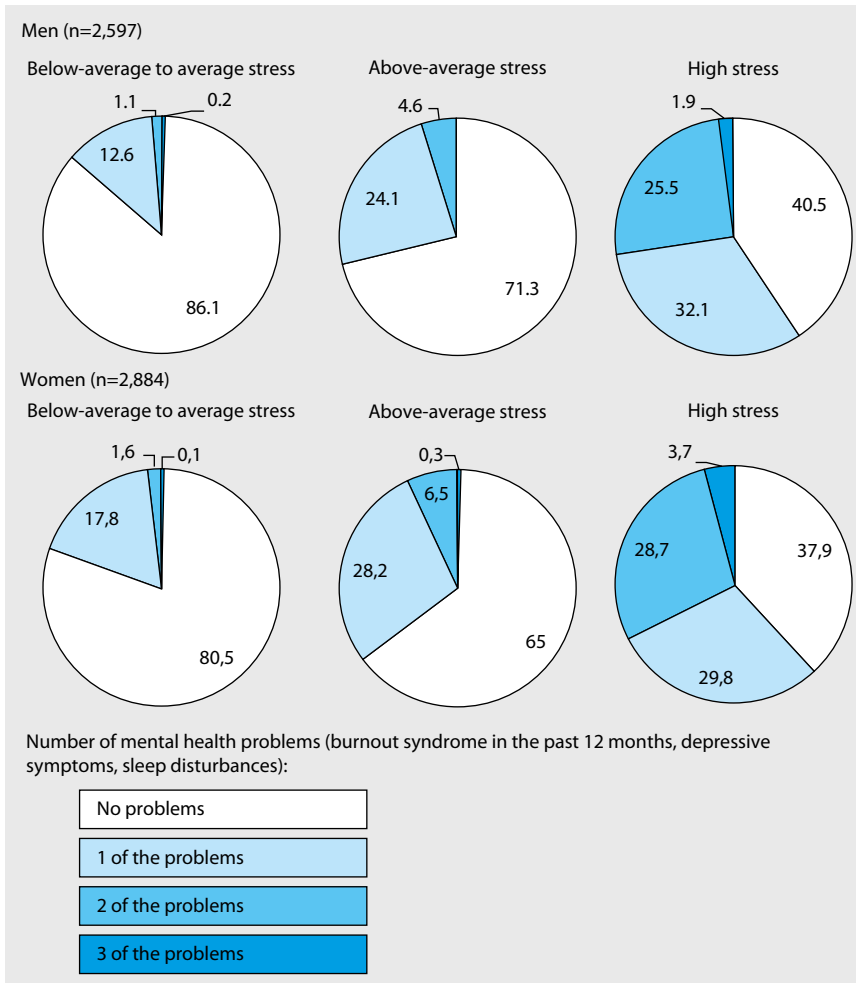 Men (n=2,597)
Below-average to average stress
Above-average stress
High stress
1.1
0.2
12.6
86.1
4.6
24.1
71.3
1.9
25.5
40.5
32.1
Women (n=2,884)
Below-average to average stress
Above-average stress
High stress
1,6
0,1
17,8
80,5
0,3
6,5
28,2
65
3,7
28,7
37,9
29,8
Number of mental health problems (burnout syndrome in the past 12 months, depressive
symptoms, sleep disturbances):
No problems
1 of the problems
2 of the problems
3 of the problems